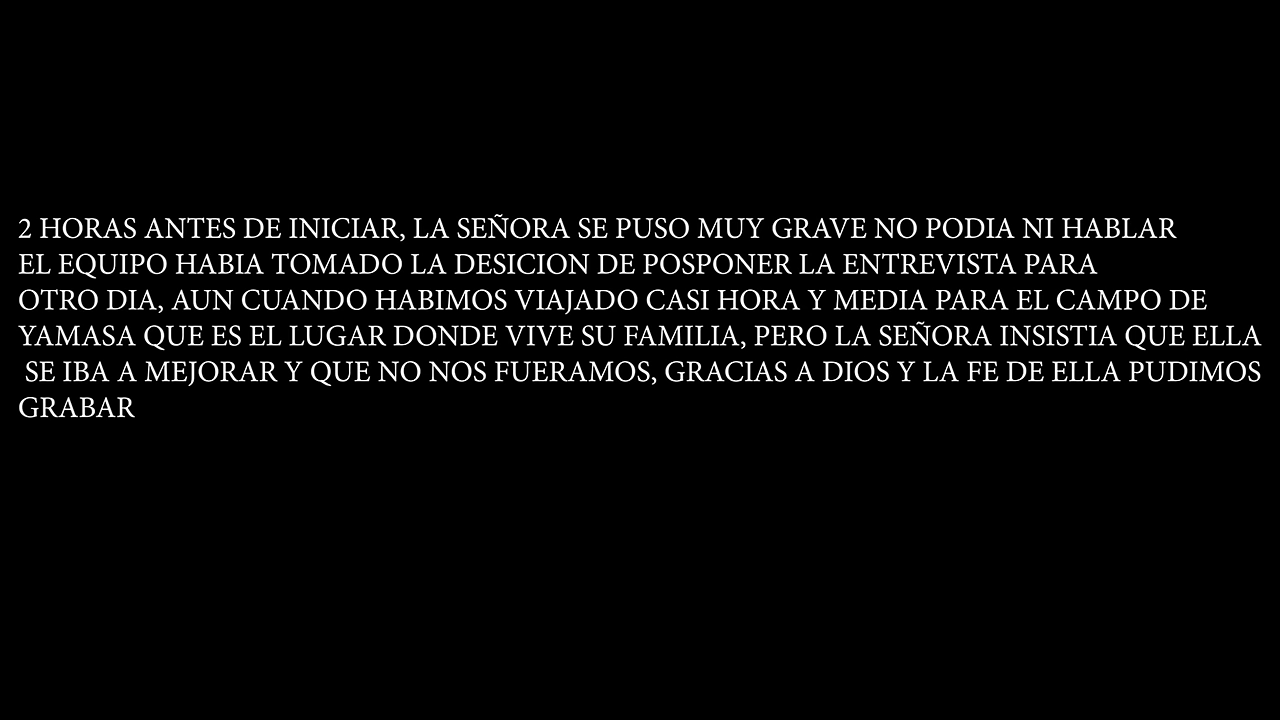 2 HORAS ANTES DE INICIAR, LA SEÑORA SE PUSO MUY GRAVE NO PODIA NI HABLAR
EL EQUIPO HABIA TOMADO LA DESICION DE POSPONER LA ENTREVISTA PARA
OTRO DIA, AUN CUANDO HABIMOS VIAJADO CASI HORA Y MEDIA PARA EL CAMPO DE
YAMASA QUE ES EL LUGAR DONDE VIVE SU FAMILIA, PERO LA SEÑORA INSISTIA QUE ELLA
SE IBA A MEJORAR Y QUE NO NOS FUERAMOS, GRACIAS A DIOS Y LA FE DE ELLA PUDIMOS
GRABAR